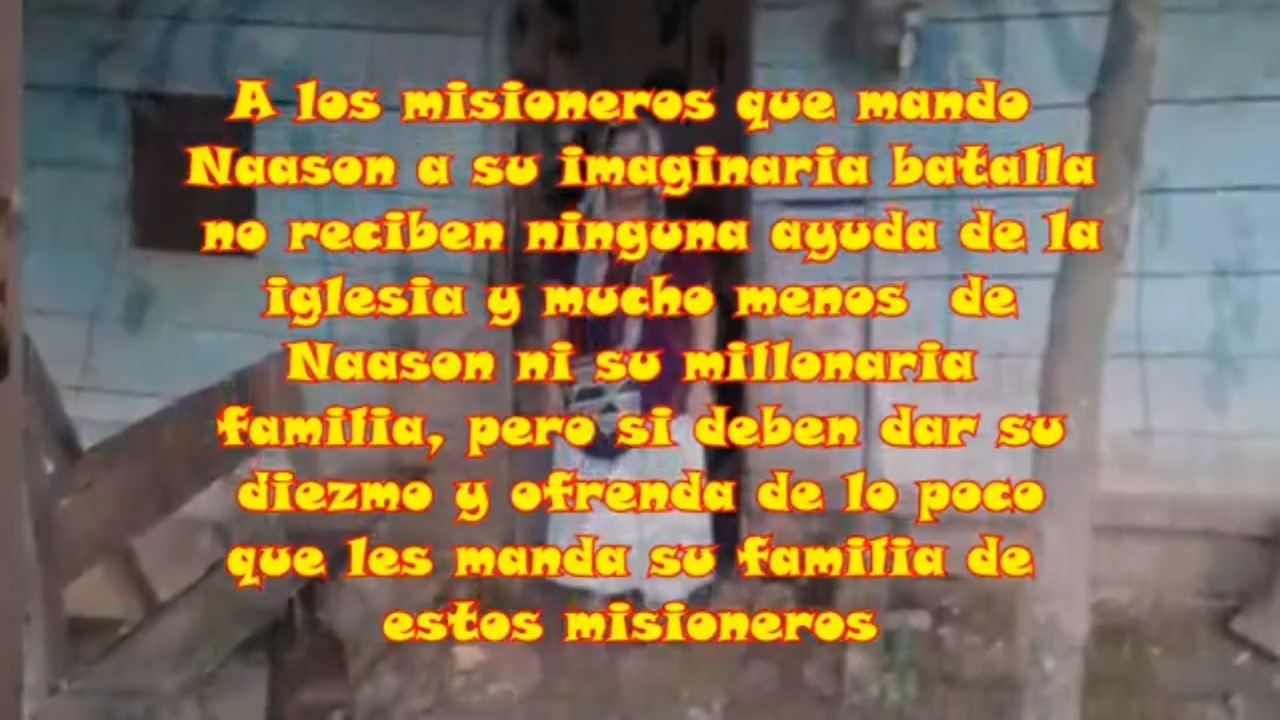 A los misioneros que mando
Naason a su imaginaria batalla
no reciben ninguna ayuda de la
iglesia y mucho menos de
Naason ni su millonaria
familia, pero si deben dar su
diezmo y ofrenda de lo poco
que les manda su familia de
estos misioneros